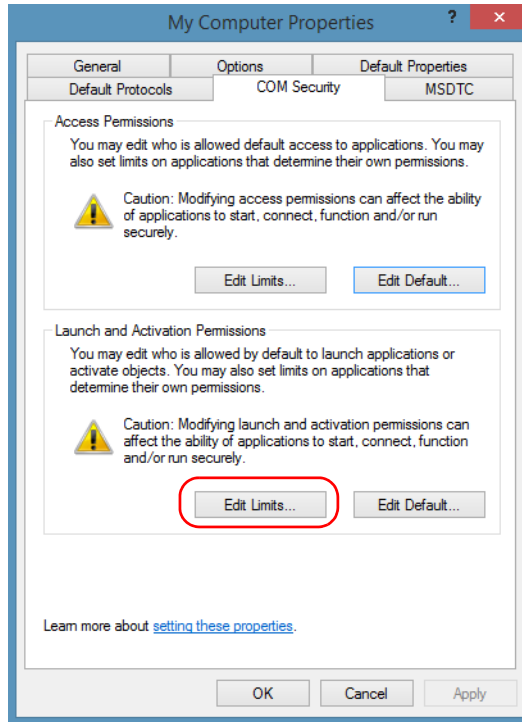 My Computer Properties
?
×
General Options Default Properties
Default Protocols COM Security MSDTC
Access Permissions
You may edit who is allowed default access to applications. You may
also set limits on applications that determine their own permissions.
Caution: Modifying access permissions can affect the ability
of applications to start, connect, function and/or run
securely.
Edit Limits... Edit Default...
Launch and Activation Permissions
You may edit who is allowed by default to launch applications or
activate objects. You may also set limits on applications that
determine their own permissions.
Caution: Modifying launch and activation permissions can
affect the ability of applications to start, connect, function
and/or run securely.
Edit Limits... Edit Default...
Learn more about setting these properties.
OK Cancel Apply